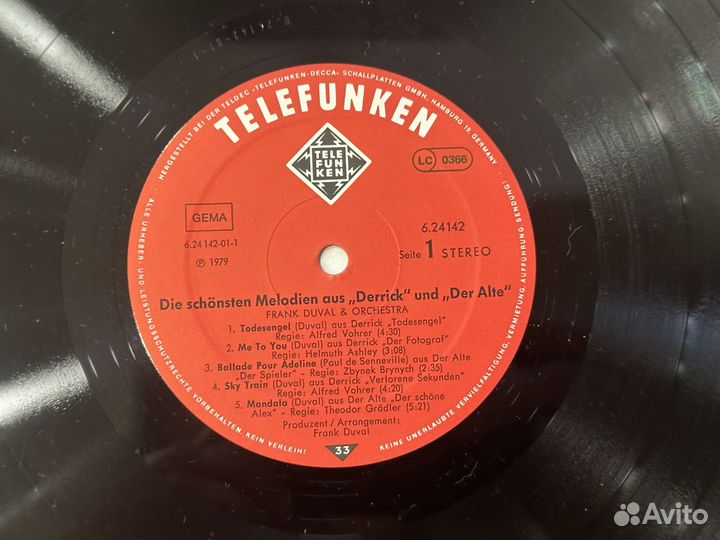 6.24142-01-1
HERGESTELLT BEI DER TELDEC »TELEFUNKEN-DECCA« SCHALLPLATTEN GMBH, HAMBURG 19, GERMANY ·
TELEFUNKEN
TELE
FUN
KEN
LC 0366
GEMA
6.24142-01-1
Ⓟ 1979
6.24142
Seite 1 STEREO
Die schönsten Melodien aus „Derrick“ und „Der Alte“
FRANK DUVAL & ORCHESTRA
1. Todesengel (Duval) aus Derrick „Todesengel“
Regie: Alfred Vohrer (4:30)
2. Me To You (Duval) aus Derrick „Der Fotograf“
Regie: Helmuth Ashley (3:08)
3. Ballade Pour Adeline (Paul de Senneville) aus Der Alte
„Der Spieler“ - Regie: Zbynek Brynych (2:35)
4. Sky Train (Duval) aus Derrick „Verlorene Sekunden“
Regie: Alfred Vohrer (4:20)
5. Mandala (Duval) aus Der Alte „Der schöne
Alex“ - Regie: Theodor Grädler (5:21)
Produzent / Arrangement:
Frank Duval
33
ALLE URHEBER- UND LEISTUNGSSCHUTZRECHTE VORBEHALTEN. KEIN VERLEIH!
KEINE UNERLAUBTE VERVIELFÄLTIGUNG, VERMIETUNG, AUFFÜHRUNG, SENDUNG!
Avito